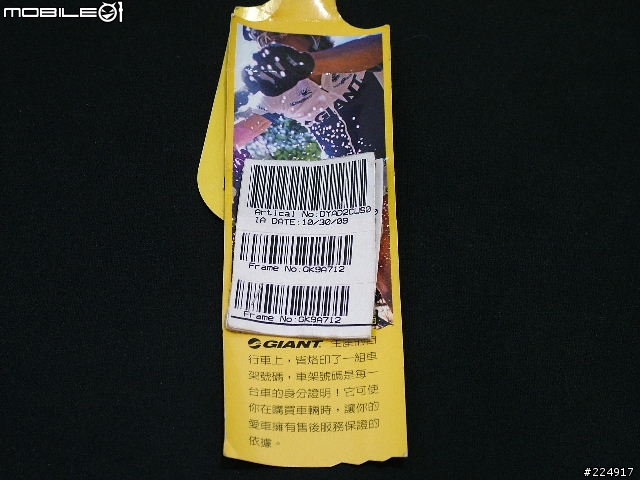 MOBILE01
GIANT
Artical No:DYAD2CUS0
IA DATE:10/30/09
Frame No.GK9A712
Frame No:GK9A712
GIANT
行車上，皆烙印了一組車
架號碼，車架號碼是每一
台車的身分證明！它可使
你在購買車輛時，讓你的
愛車擁有售後服務保證的
依據。
#224917